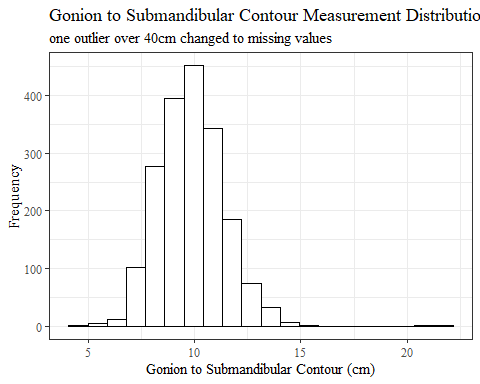 Gonion to Submandibular Contour Measurement Distributio
one outlier over 40cm changed to missing values
400
300
200
100
0
Frequency
5
10
15
20
Gonion to Submandibular Contour (cm)